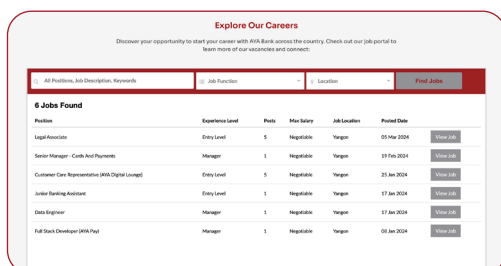 Explore Our Careers
Discover your opportunity to start your career with AYA Bank across the country. Check out our job portal to
learn more of our vacancies and connect:
All Positions, Job Description, Keywords Job Function Location Find Jobs
6 Jobs Found
Position Experience Level Posts Max Salary Job Location Posted Date
Legal Associate Entry Level 5 Negotiable Yangon 05 Mar 2024 View Job
Senior Manager - Cards And Payments Manager 1 Negotiable Yangon 19 Feb 2024 View Job
Customer Care Representative (AYA Digital Lounge) Entry Level 5 Negotiable Yangon 25 Jan 2024 View Job
Junior Banking Assistant Entry Level 1 Negotiable Yangon 17 Jan 2024 View Job
Data Engineer Manager 1 Negotiable Yangon 17 Jan 2024 View Job
Full Stack Developer (AYA Pay) Manager 1 Negotiable Yangon 08 Jan 2024 View Job